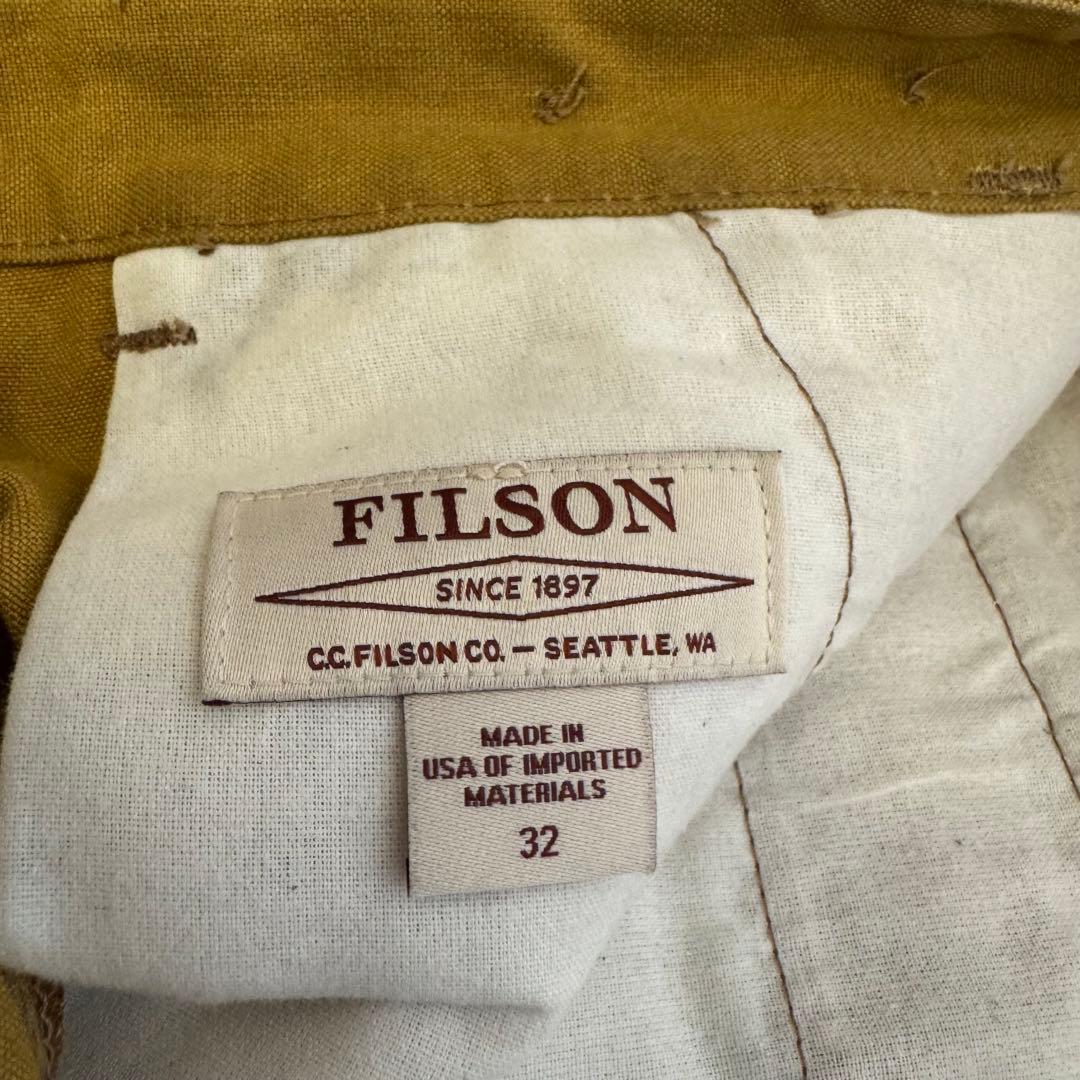 FILSON
SINCE 1897
C.C. FILSON CO. — SEATTLE, WA
MADE IN
USA OF IMPORTED
MATERIALS
32